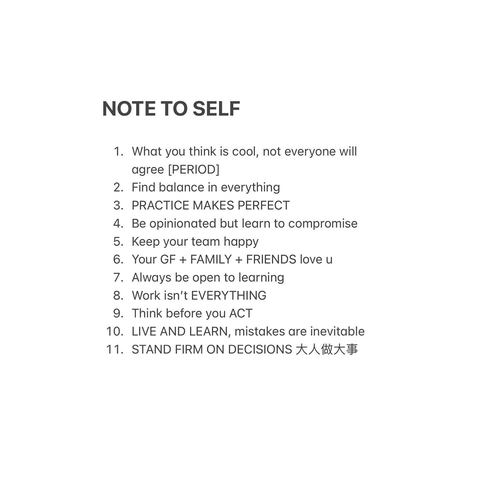 NOTE TO SELF
1. What you think is cool, not everyone will
agree [PERIOD]
2. Find balance in everything
3. PRACTICE MAKES PERFECT
4. Be opinionated but learn to compromise
5. Keep your team happy
6. Your GF + FAMILY + FRIENDS love u
7. Always be open to learning
8. Work isn’t EVERYTHING
9. Think before you ACT
10. LIVE AND LEARN, mistakes are inevitable
11. STAND FIRM ON DECISIONS 大人做大事